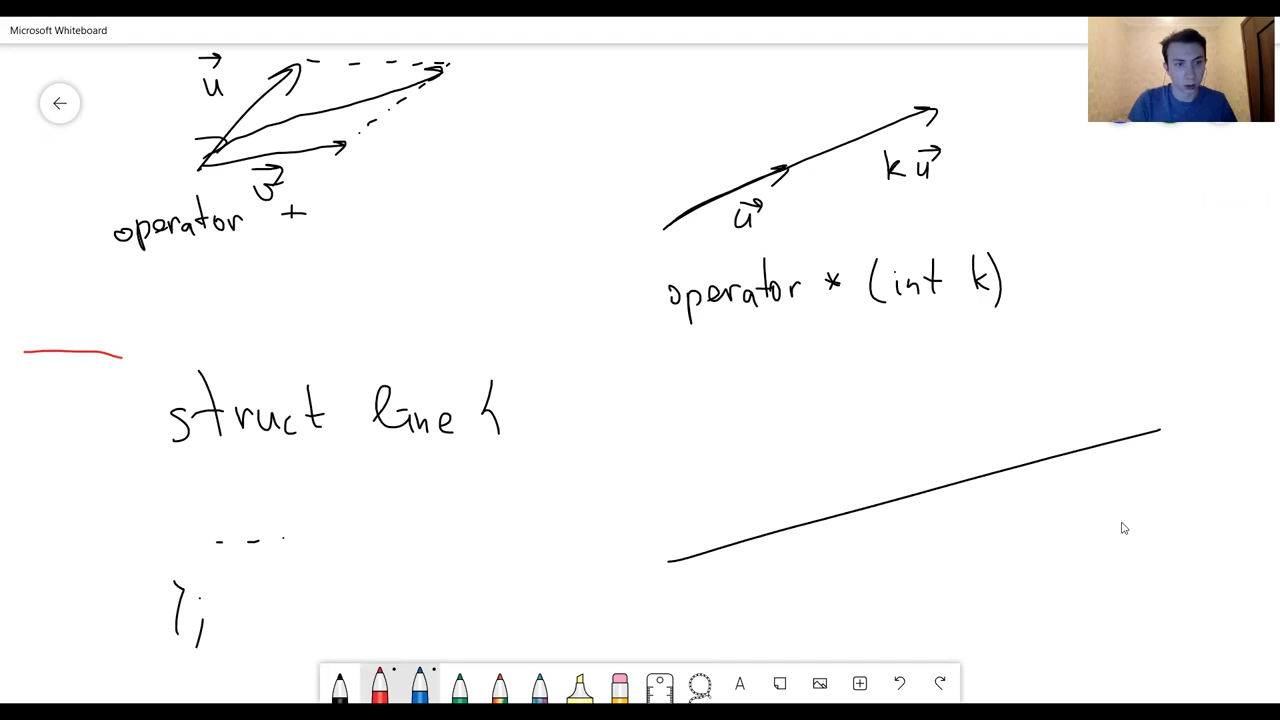 Microsoft Whiteboard
u
v
operator +
u
k u
operator * (int k)
struct line {
- - .
};
A